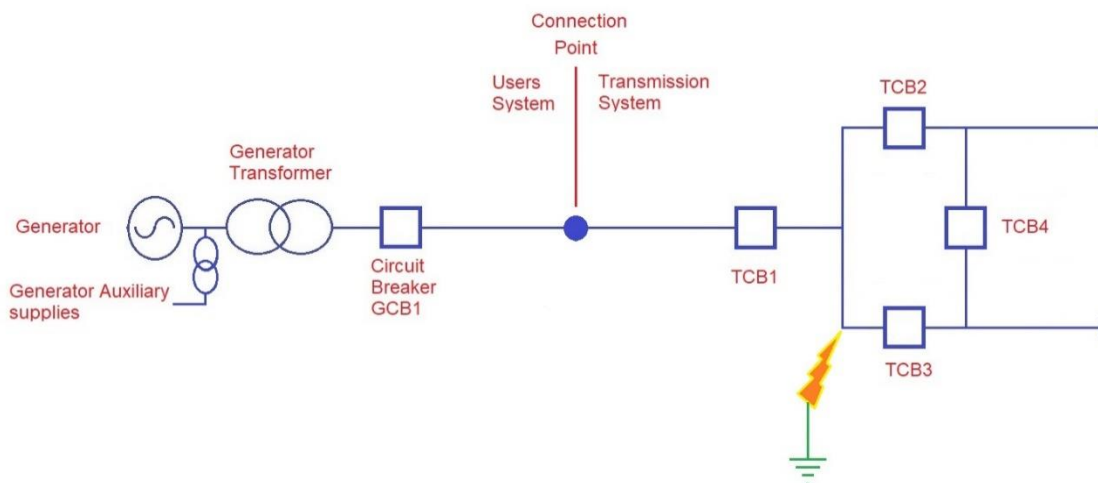 Connection
Point
Users
System
Transmission
System
TCB2
Generator
Transformer
Generator
TCB4
Circuit
Breaker
GCB1
TCB1
Generator Auxiliary
supplies
TCB3